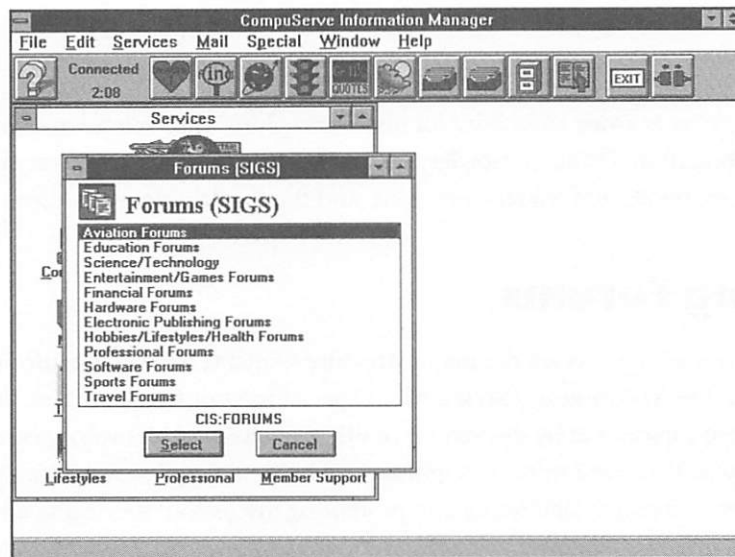 CompuServe Information Manager
File Edit Services Mail Special Window Help
Connected
2:08
QUOTES
EXIT
Services
Forums (SIGS)
Forums (SIGS)
Aviation Forums
Education Forums
Science/Technology
Entertainment/Games Forums
Financial Forums
Hardware Forums
Electronic Publishing Forums
Hobbies/Lifestyles/Health Forums
Professional Forums
Software Forums
Sports Forums
Travel Forums
CIS:FORUMS
Select Cancel
Lifestyles Professional Member Support